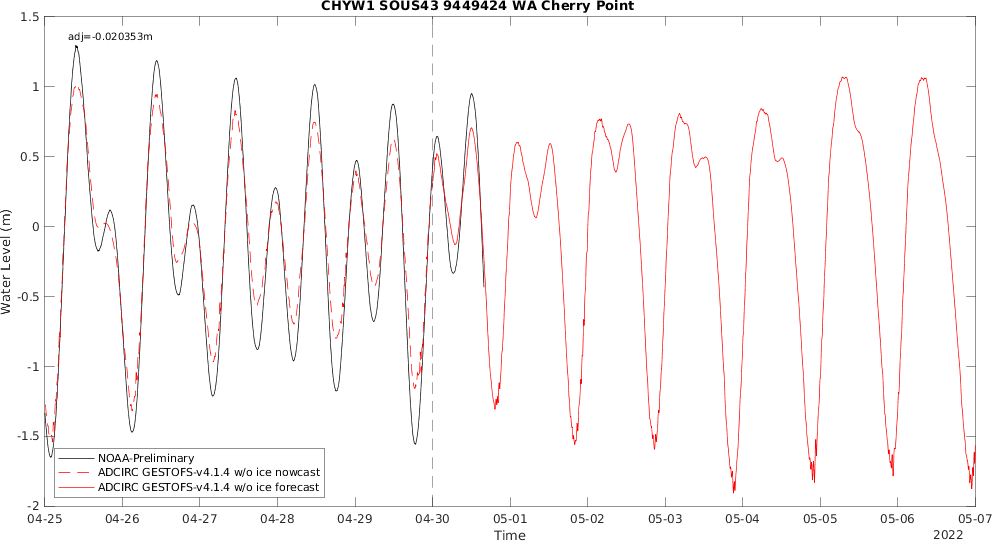 CHYW1 SOUS43 9449424 WA Cherry Point
adj=-0.020353m
1.5
1
0.5
0
-0.5
-1
-1.5
-2
Water Level (m)
NOAA-Preliminary
ADCIRC GESTOFS-v4.1.4 w/o ice nowcast
ADCIRC GESTOFS-v4.1.4 w/o ice forecast
04-25 04-26 04-27 04-28 04-29 04-30 05-01 05-02 05-03 05-04 05-05 05-06 05-07
Time
2022